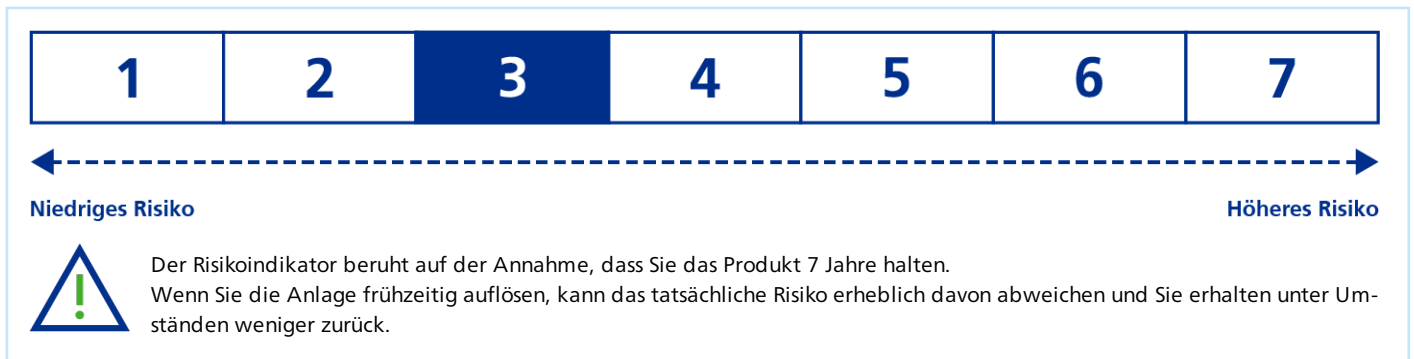 1 2 3 4 5 6 7
Niedriges Risiko Höheres Risiko
Der Risikoindikator beruht auf der Annahme, dass Sie das Produkt 7 Jahre halten.
Wenn Sie die Anlage frühzeitig auflösen, kann das tatsächliche Risiko erheblich davon abweichen und Sie erhalten unter Um-
ständen weniger zurück.